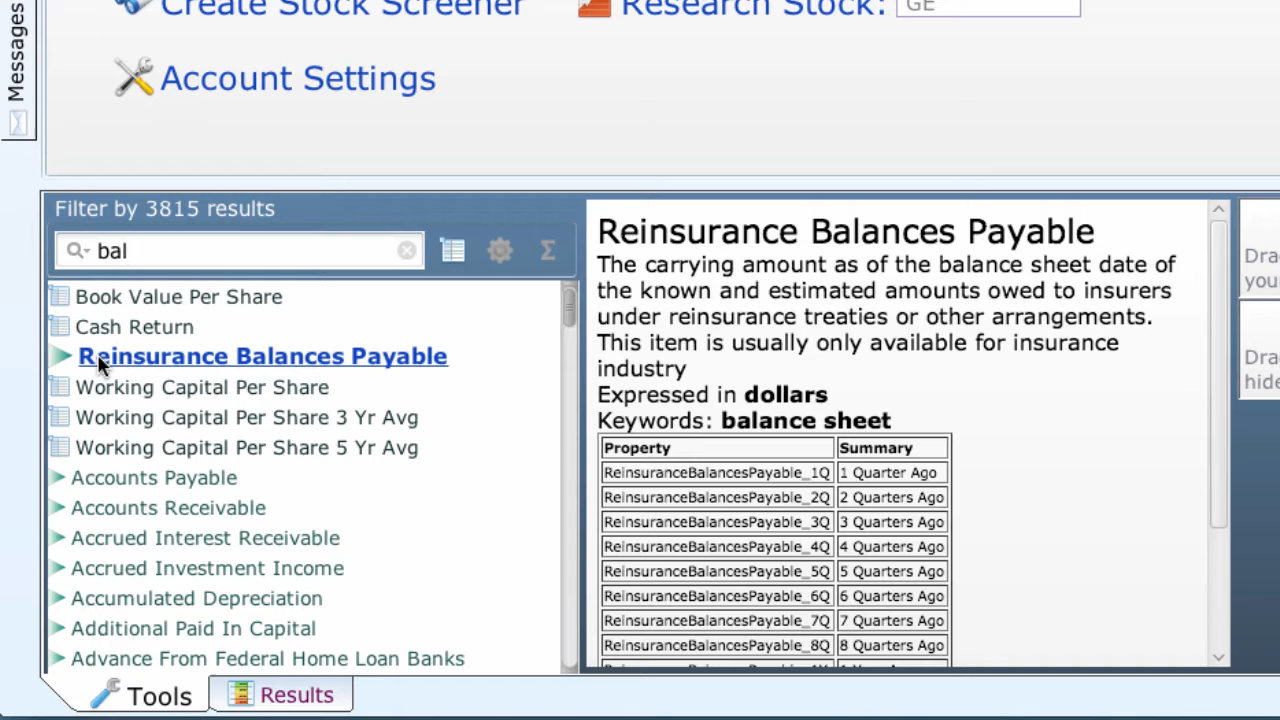 Create Stock Screener
Research Stock: GE
Messages
Account Settings
Filter by 3815 results
bal
Book Value Per Share
Cash Return
Reinsurance Balances Payable
Working Capital Per Share
Working Capital Per Share 3 Yr Avg
Working Capital Per Share 5 Yr Avg
Accounts Payable
Accounts Receivable
Accrued Interest Receivable
Accrued Investment Income
Accumulated Depreciation
Additional Paid In Capital
Advance From Federal Home Loan Banks
Reinsurance Balances Payable
The carrying amount as of the balance sheet date of
the known and estimated amounts owed to insurers
under reinsurance treaties or other arrangements.
This item is usually only available for insurance
industry
Expressed in dollars
Keywords: balance sheet
Property Summary
ReinsuranceBalancesPayable_1Q 1 Quarter Ago
ReinsuranceBalancesPayable_2Q 2 Quarters Ago
ReinsuranceBalancesPayable_3Q 3 Quarters Ago
ReinsuranceBalancesPayable_4Q 4 Quarters Ago
ReinsuranceBalancesPayable_5Q 5 Quarters Ago
ReinsuranceBalancesPayable_6Q 6 Quarters Ago
ReinsuranceBalancesPayable_7Q 7 Quarters Ago
ReinsuranceBalancesPayable_8Q 8 Quarters Ago
Dra
you
Dra
hide
Tools
Results